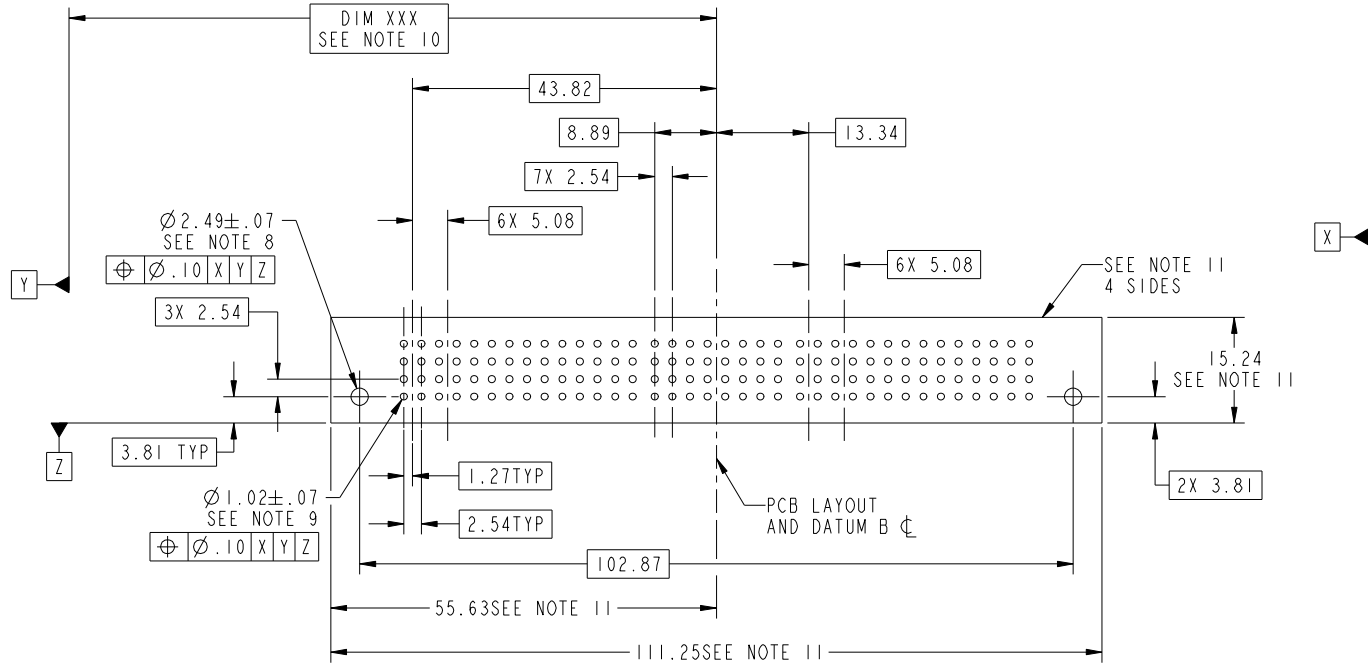 DIM XXX
SEE NOTE 10
43.82
8.89
13.34
7X 2.54
6X 5.08
Ø2.49±.07
SEE NOTE 8
⌖ Ø.10 X Y Z
X
Y
6X 5.08
SEE NOTE 11
4 SIDES
3X 2.54
15.24
SEE NOTE 11
3.81 TYP
Z
1.27TYP
2X 3.81
Ø1.02±.07
SEE NOTE 9
⌖ Ø.10 X Y Z
2.54TYP
PCB LAYOUT
AND DATUM B ℄
102.87
55.63SEE NOTE 11
111.25SEE NOTE 11